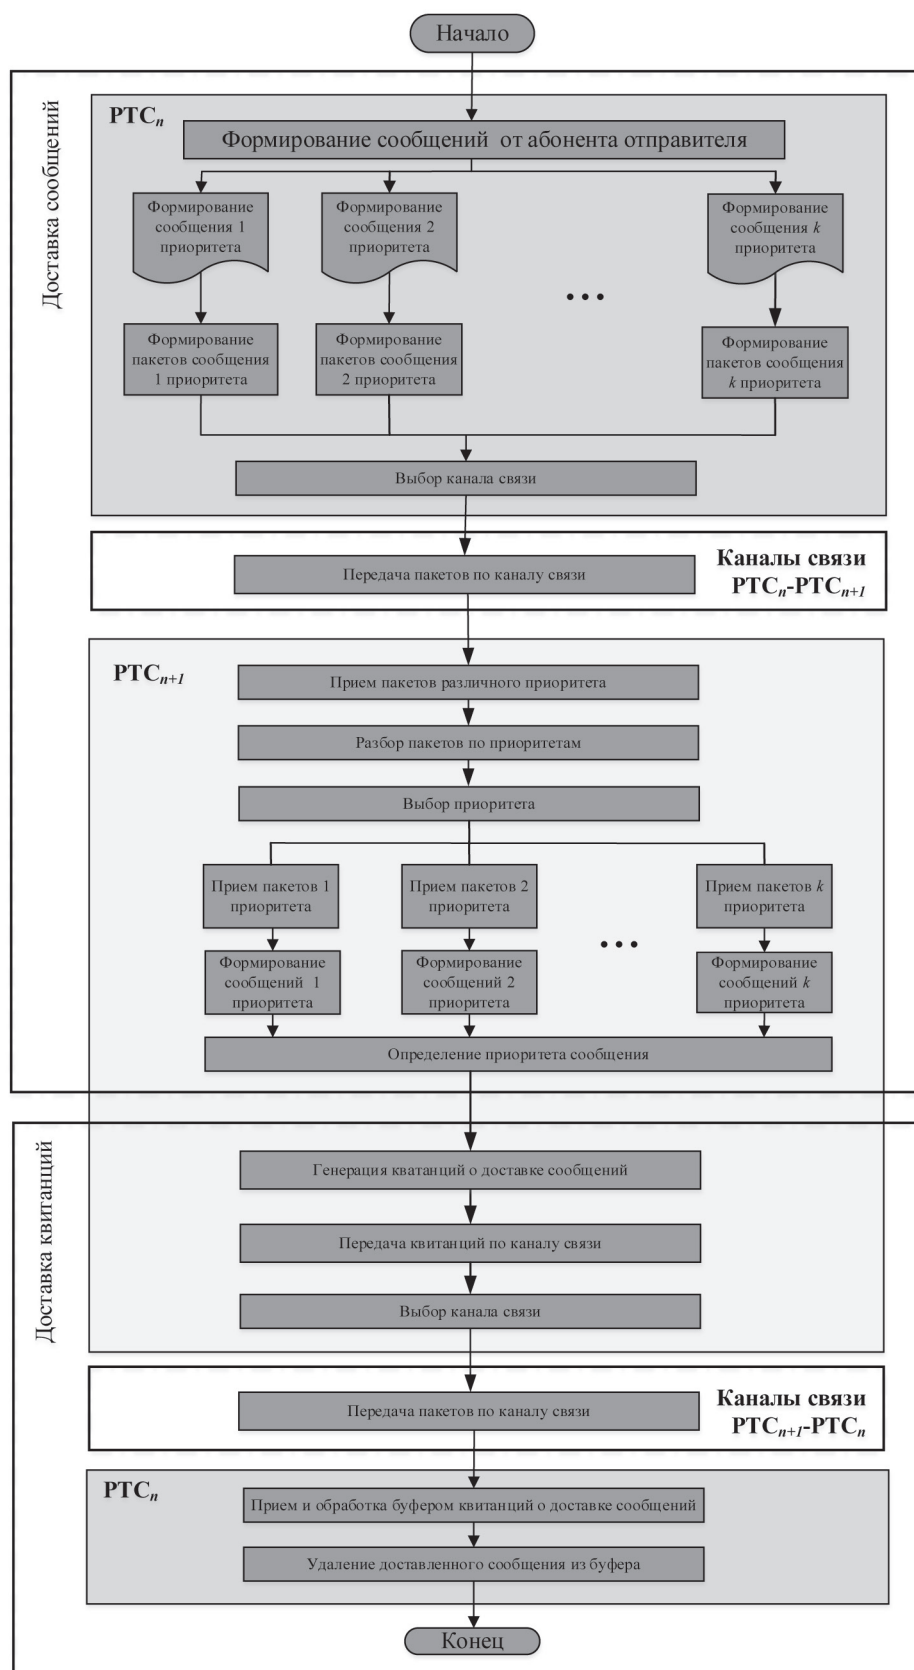 Начало
Доставка сообщений
РТСn
Формирование сообщений от абонента отправителя
Формирование
сообщения 1
приоритета
Формирование
сообщения 2
приоритета
Формирование
сообщения k
приоритета
...
Формирование
пакетов сообщения
1 приоритета
Формирование
пакетов сообщения
2 приоритета
Формирование
пакетов сообщения
k приоритета
Выбор канала связи
Каналы связи
РТСn-РТСn+1
Передача пакетов по каналу связи
РТСn+1
Прием пакетов различного приоритета
Разбор пакетов по приоритетам
Выбор приоритета
Прием пакетов 1
приоритета
Прием пакетов 2
приоритета
Прием пакетов k
приоритета
...
Формирование
сообщений 1
приоритета
Формирование
сообщений 2
приоритета
Формирование
сообщений k
приоритета
Определение приоритета сообщения
Доставка квитанций
Генерация кватанций о доставке сообщений
Передача квитанций по каналу связи
Выбор канала связи
Каналы связи
РТСn+1-РТСn
Передача пакетов по каналу связи
РТСn
Прием и обработка буфером квитанций о доставке сообщений
Удаление доставленного сообщения из буфера
Конец